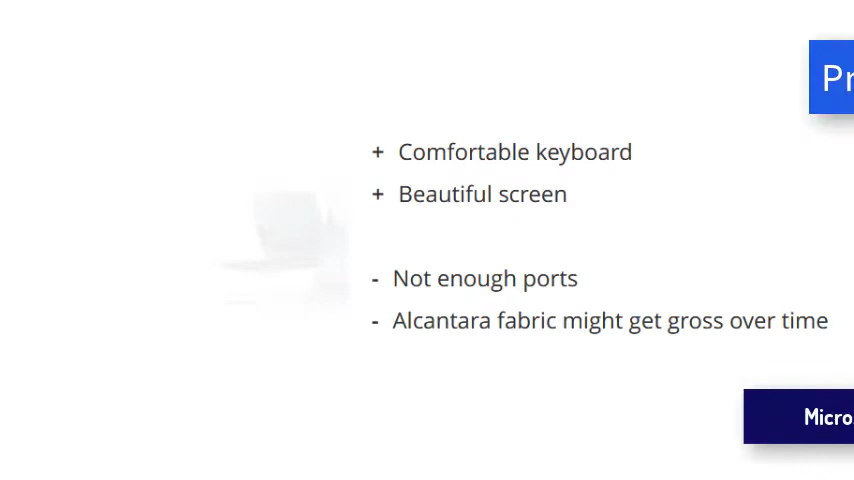 Pr
+ Comfortable keyboard
+ Beautiful screen
- Not enough ports
- Alcantara fabric might get gross over time
Micro